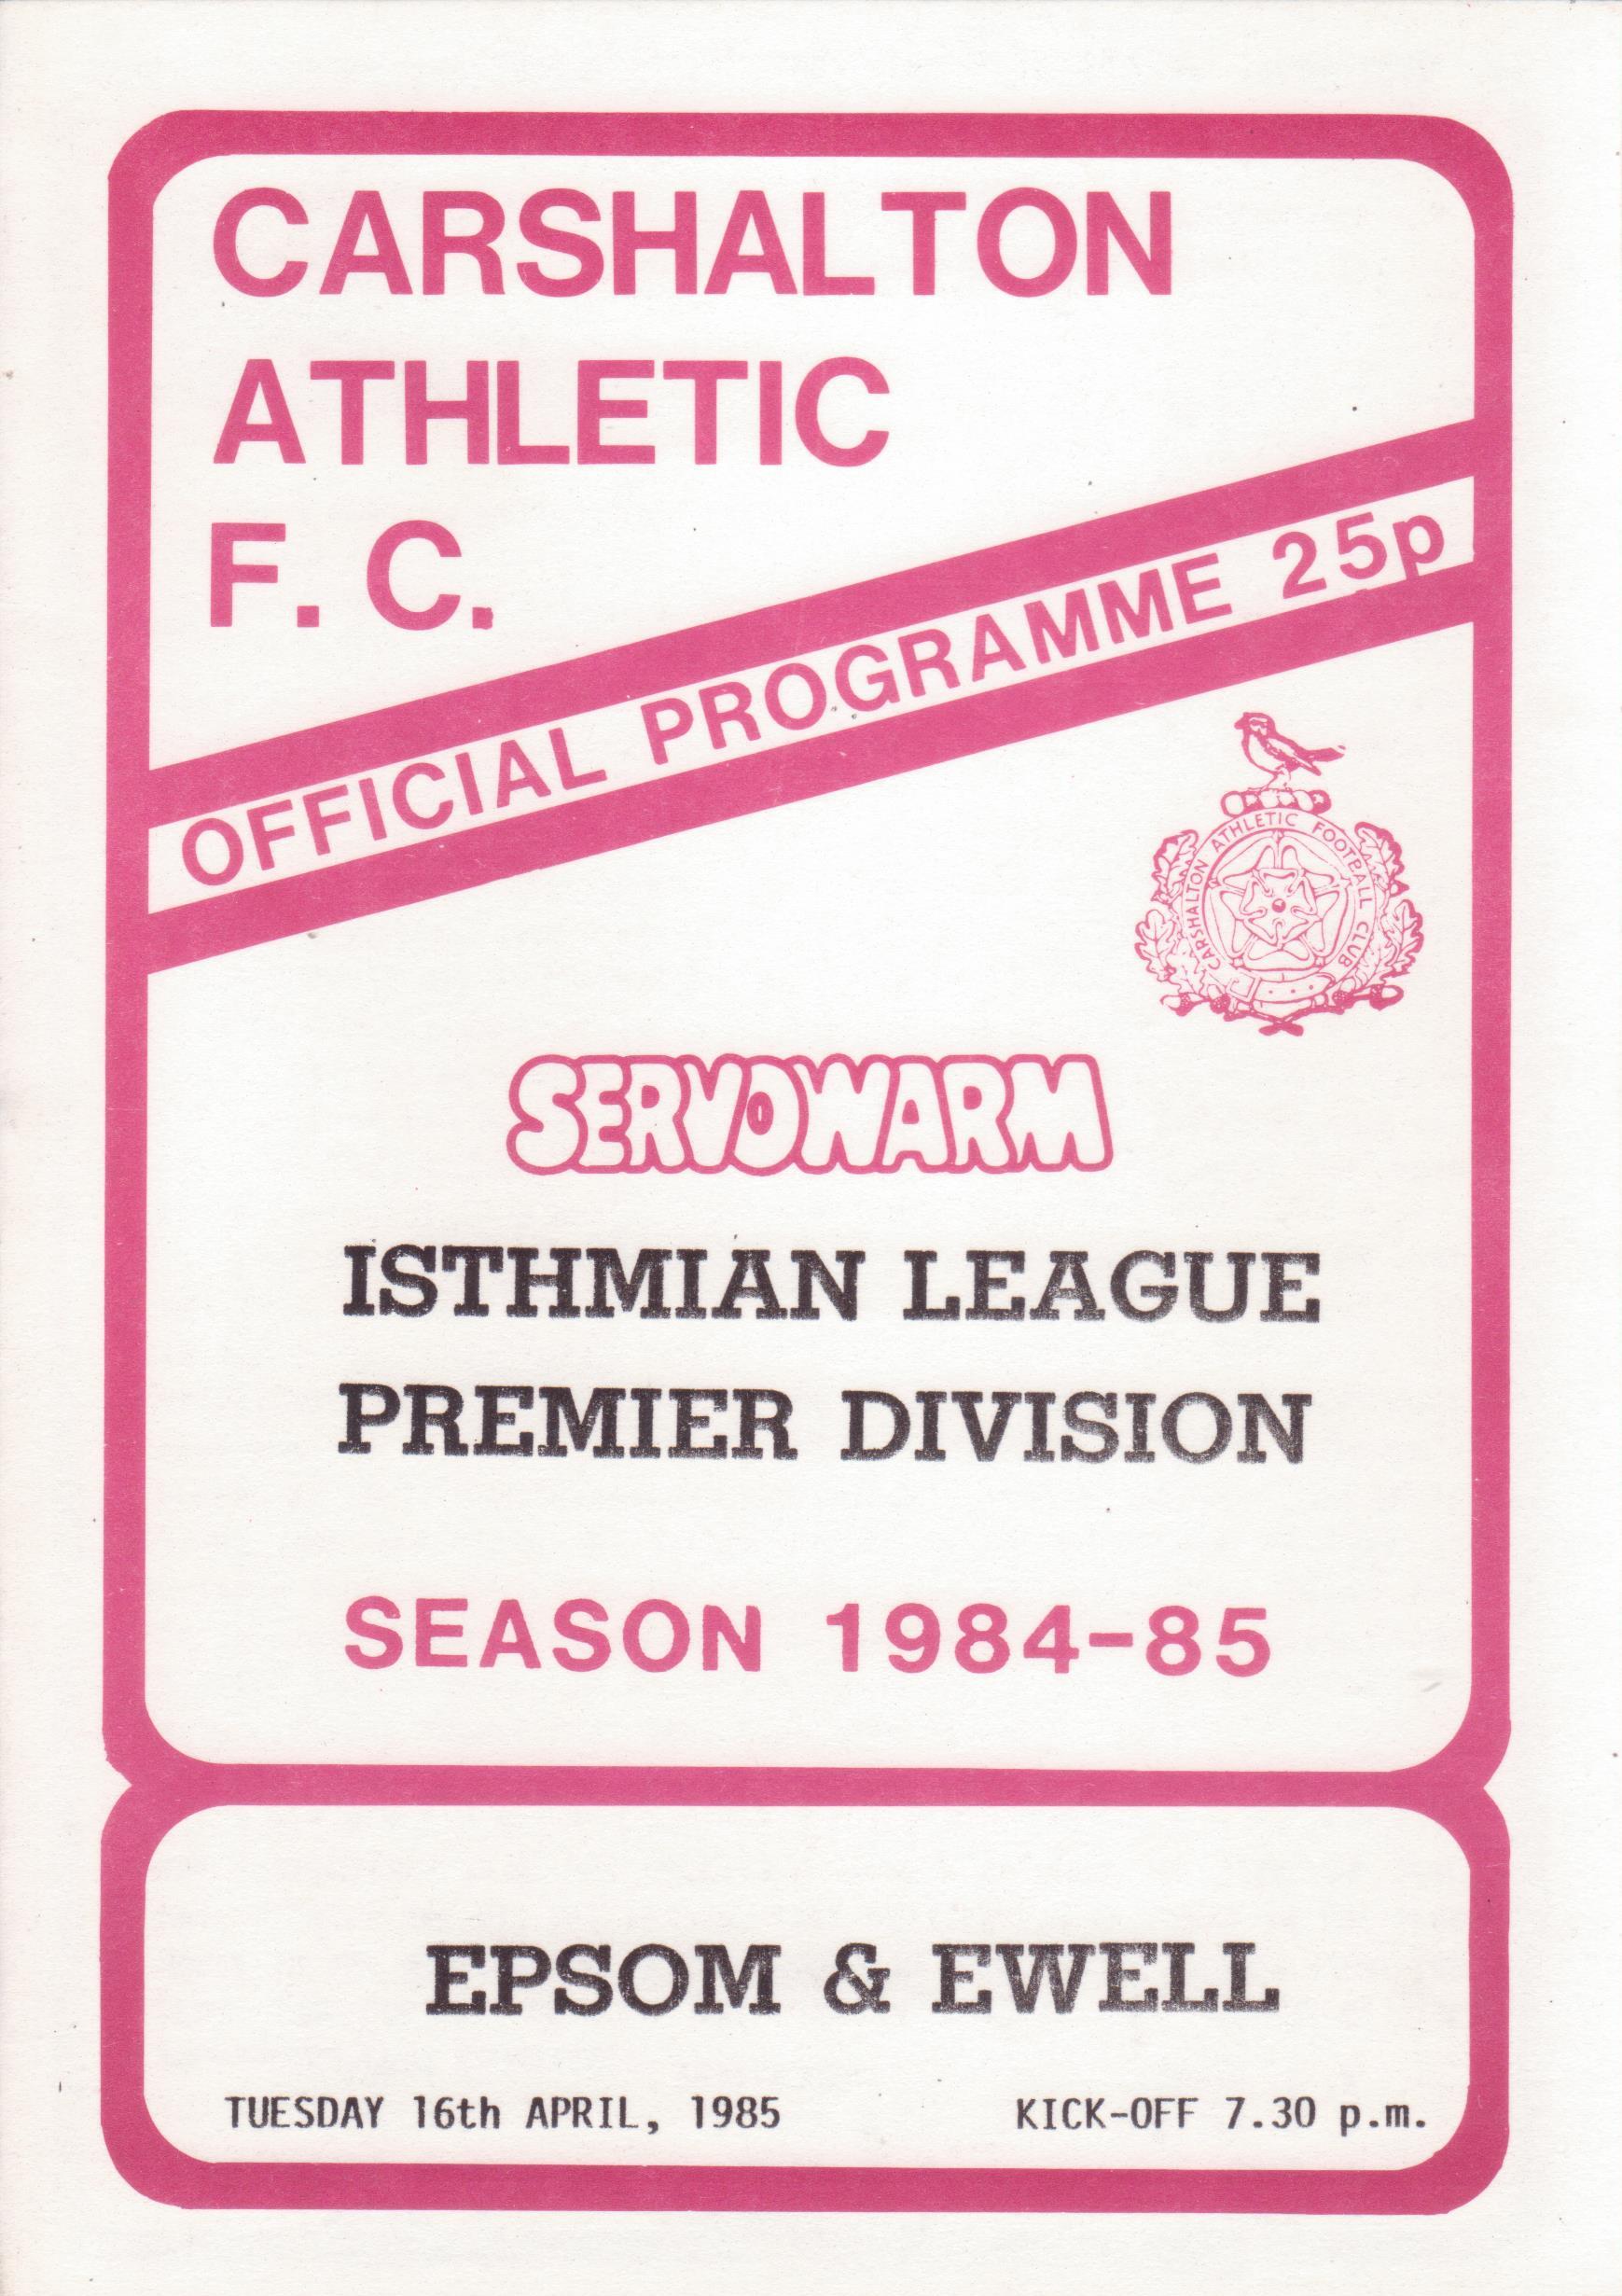 CARSHALTON
ATHLETIC
F. C.
OFFICIAL PROGRAMME 25p
CARSHALTON ATHLETIC FOOTBALL CLUB
SERVOWARM
ISTHMIAN LEAGUE
PREMIER DIVISION
SEASON 1984-85
EPSOM & EWELL
TUESDAY 16th APRIL, 1985 KICK-OFF 7.30 p.m.